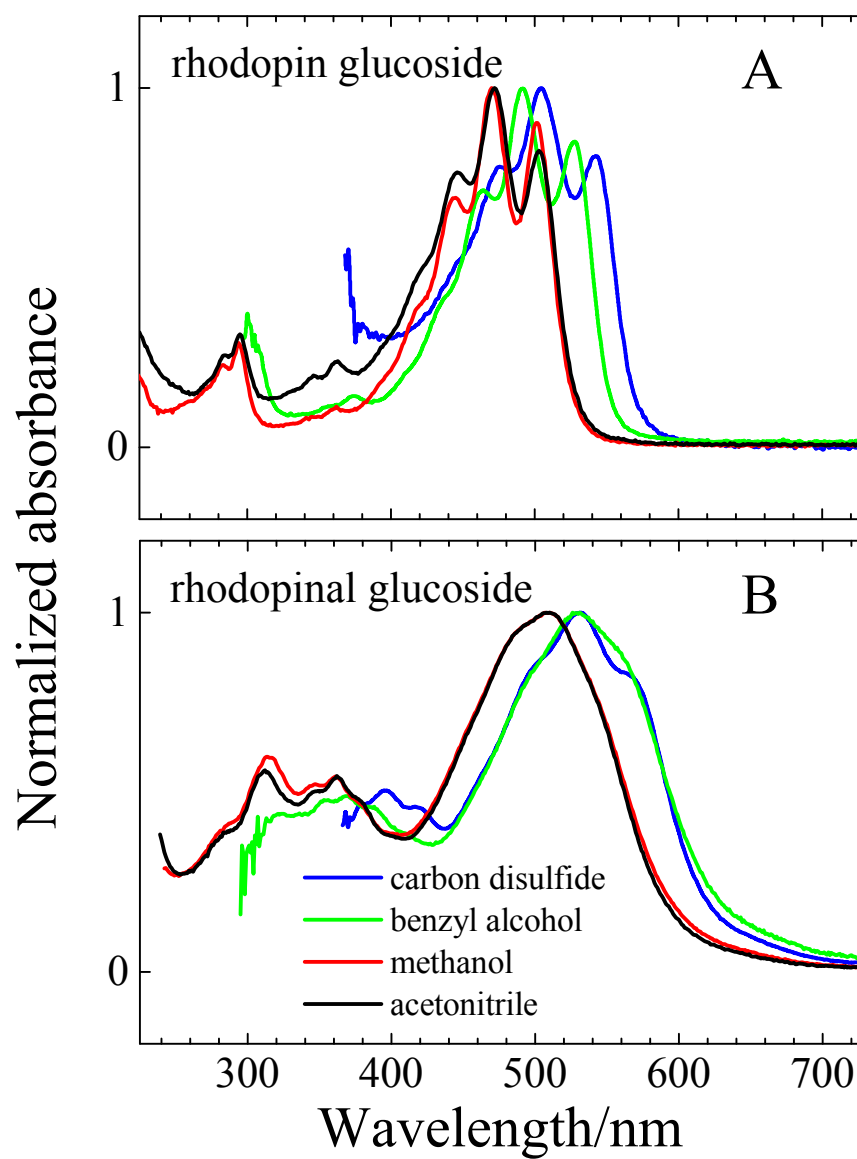 Normalized absorbance
rhodopin glucoside
A
1
0
rhodopinal glucoside
B
1
carbon disulfide
benzyl alcohol
methanol
acetonitrile
0
300 400 500 600 700
Wavelength/nm